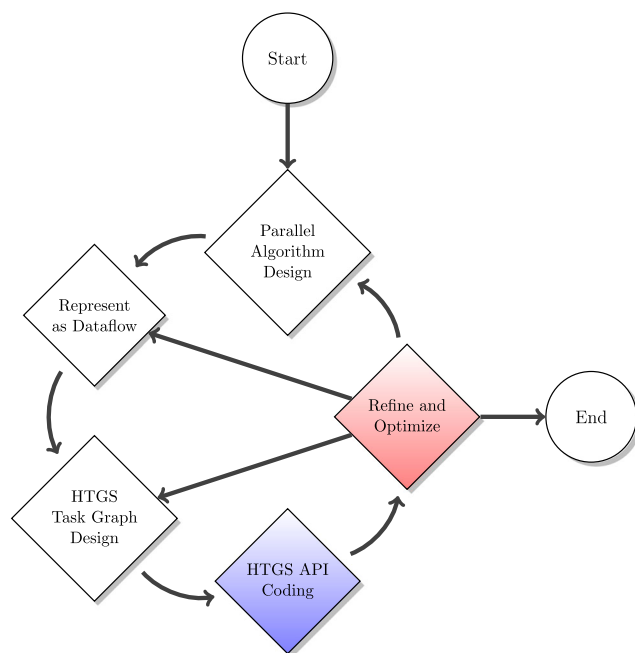 Start
Parallel
Algorithm
Design
Represent
as Dataflow
Refine and
Optimize
End
HTGS
Task Graph
Design
HTGS API
Coding